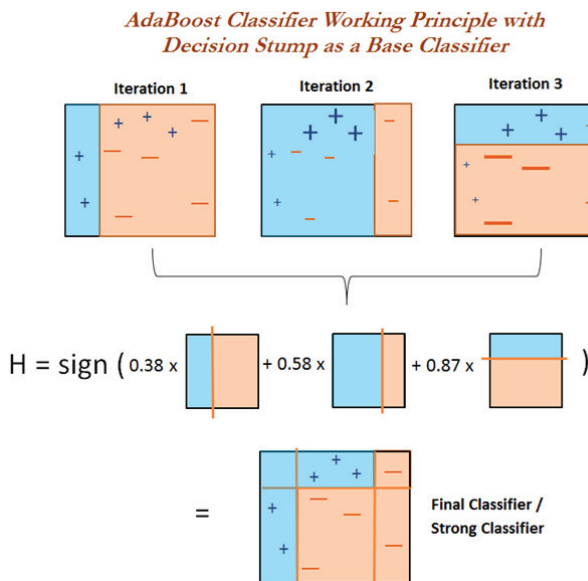 AdaBoost Classifier Working Principle with
Decision Stump as a Base Classifier
Iteration 1
Iteration 2
Iteration 3
H = sign ( 0.38 x + 0.58 x + 0.87 x )
=
Final Classifier /
Strong Classifier